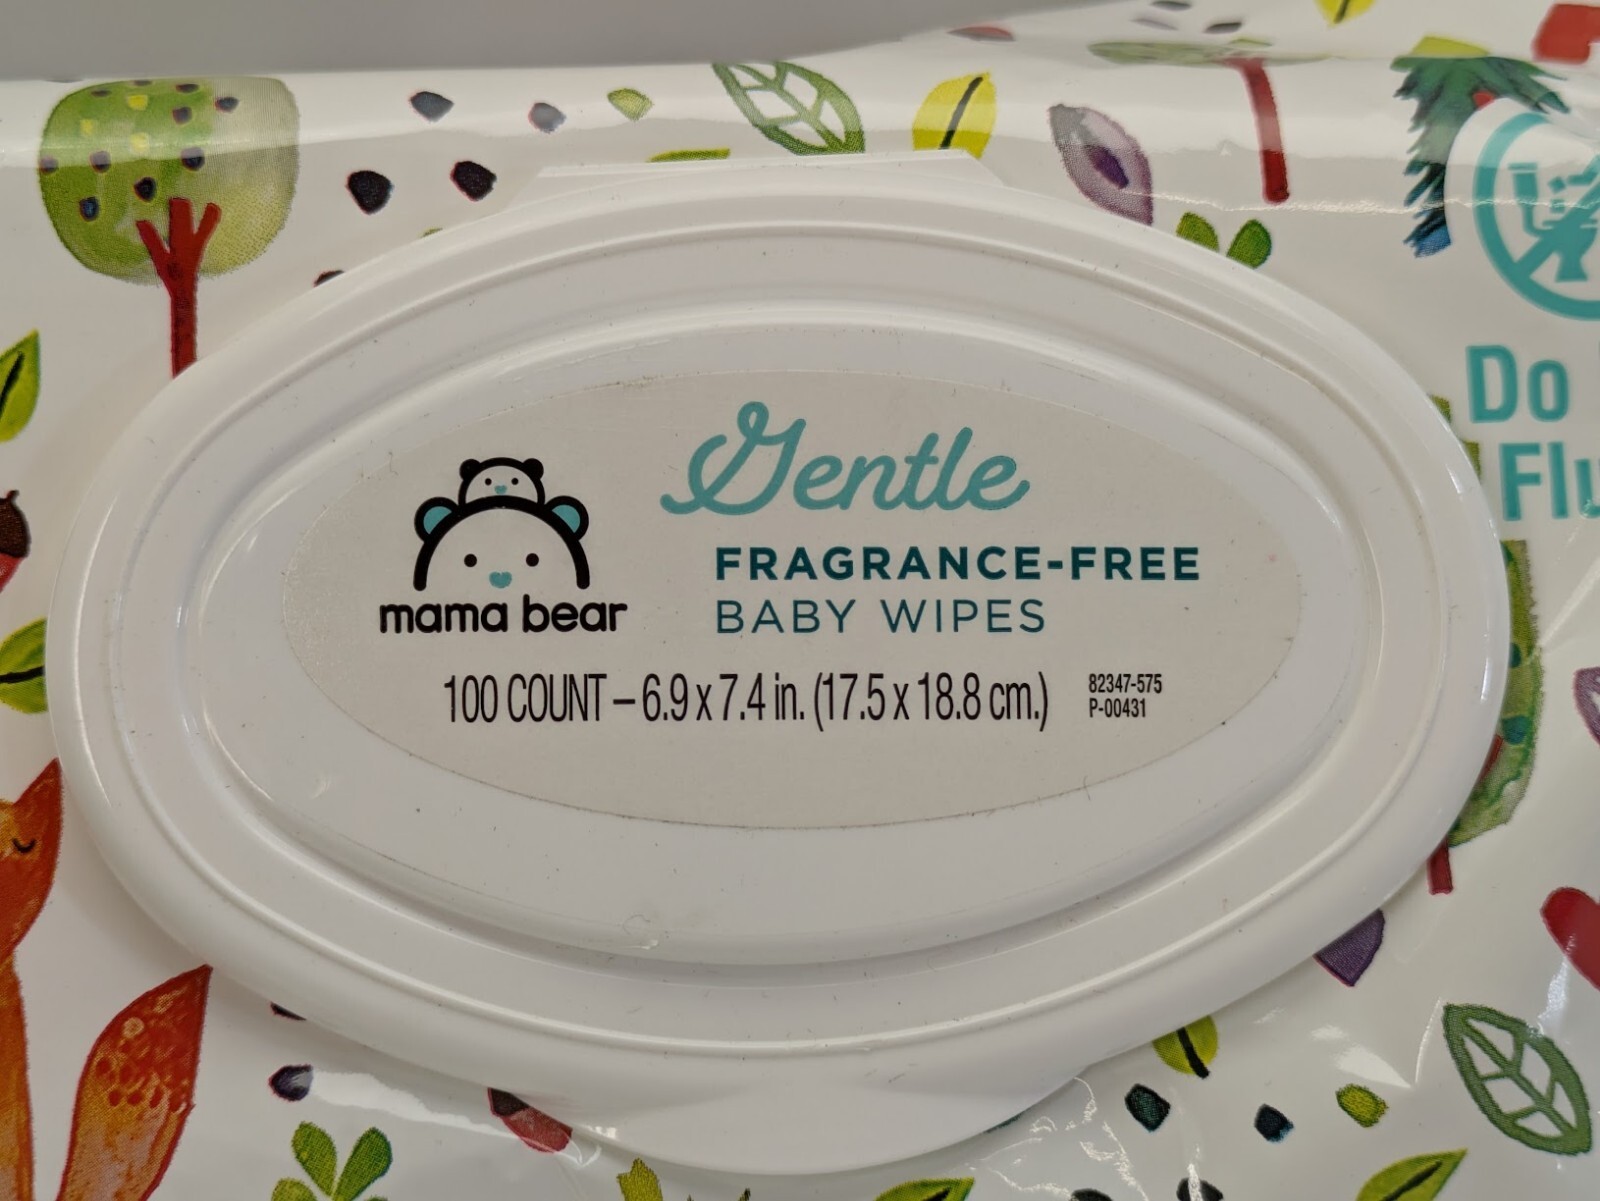 Gentle
FRAGRANCE-FREE
BABY WIPES
mama bear
100 COUNT – 6.9 x 7.4 in. (17.5 x 18.8 cm.)
82347-575
P-00431
Do